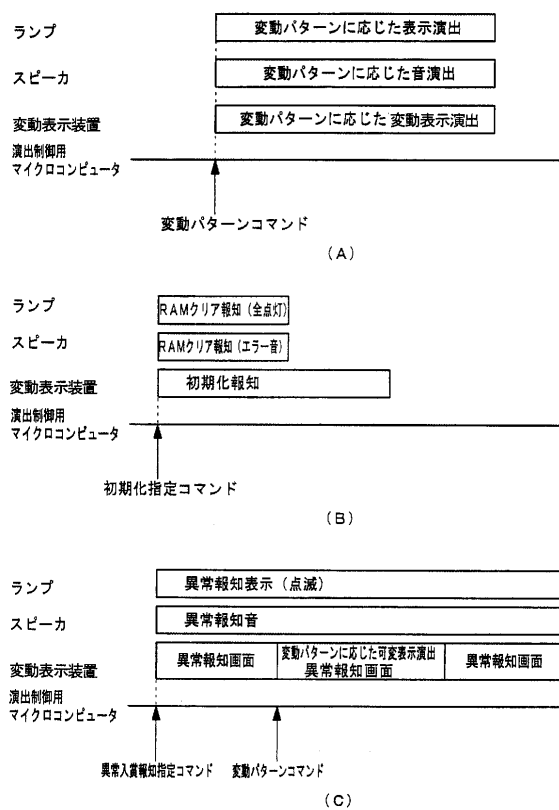 ランプ
変動パターンに応じた表示演出
スピーカ
変動パターンに応じた音演出
変動表示装置
変動パターンに応じた変動表示演出
演出制御用
マイクロコンピュータ
変動パターンコマンド
(A)
ランプ
RAMクリア報知(全点灯)
スピーカ
RAMクリア報知(エラー音)
変動表示装置
初期化報知
演出制御用
マイクロコンピュータ
初期化指定コマンド
(B)
ランプ
異常報知表示(点滅)
スピーカ
異常報知音
変動表示装置
異常報知画面
変動パターンに応じた可変表示演出
異常報知画面
異常報知画面
演出制御用
マイクロコンピュータ
異常入賞報知指定コマンド
変動パターンコマンド
(C)